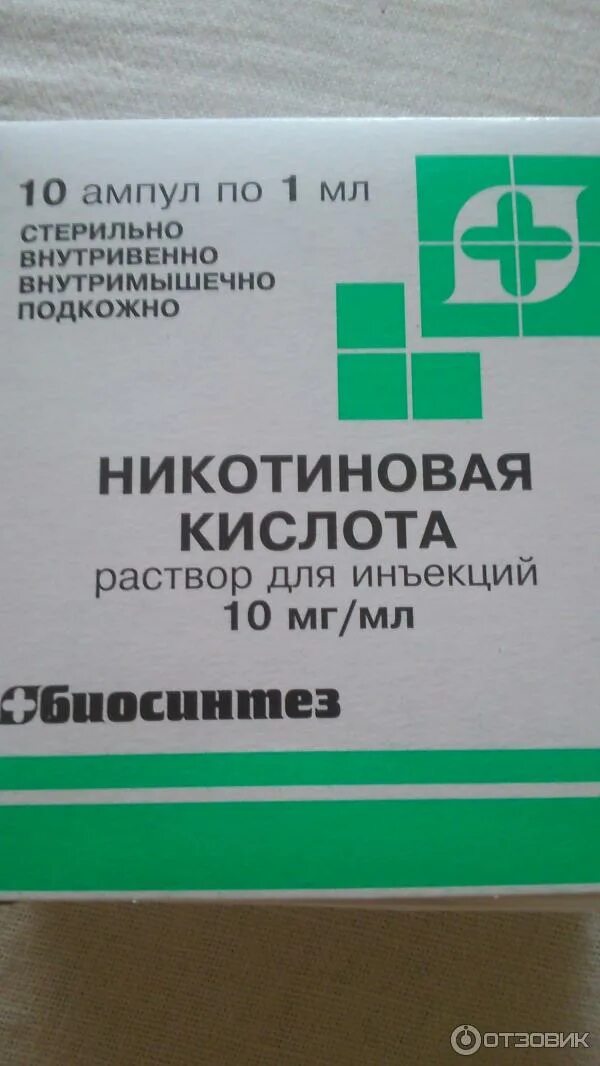 10 ампул по 1 мл
СТЕРИЛЬНО
ВНУТРИВЕННО
ВНУТРИМЫШЕЧНО
ПОДКОЖНО
НИКОТИНОВАЯ
КИСЛОТА
раствор для инъекций
10 мг/мл
биосинтез
ОТЗОВИК